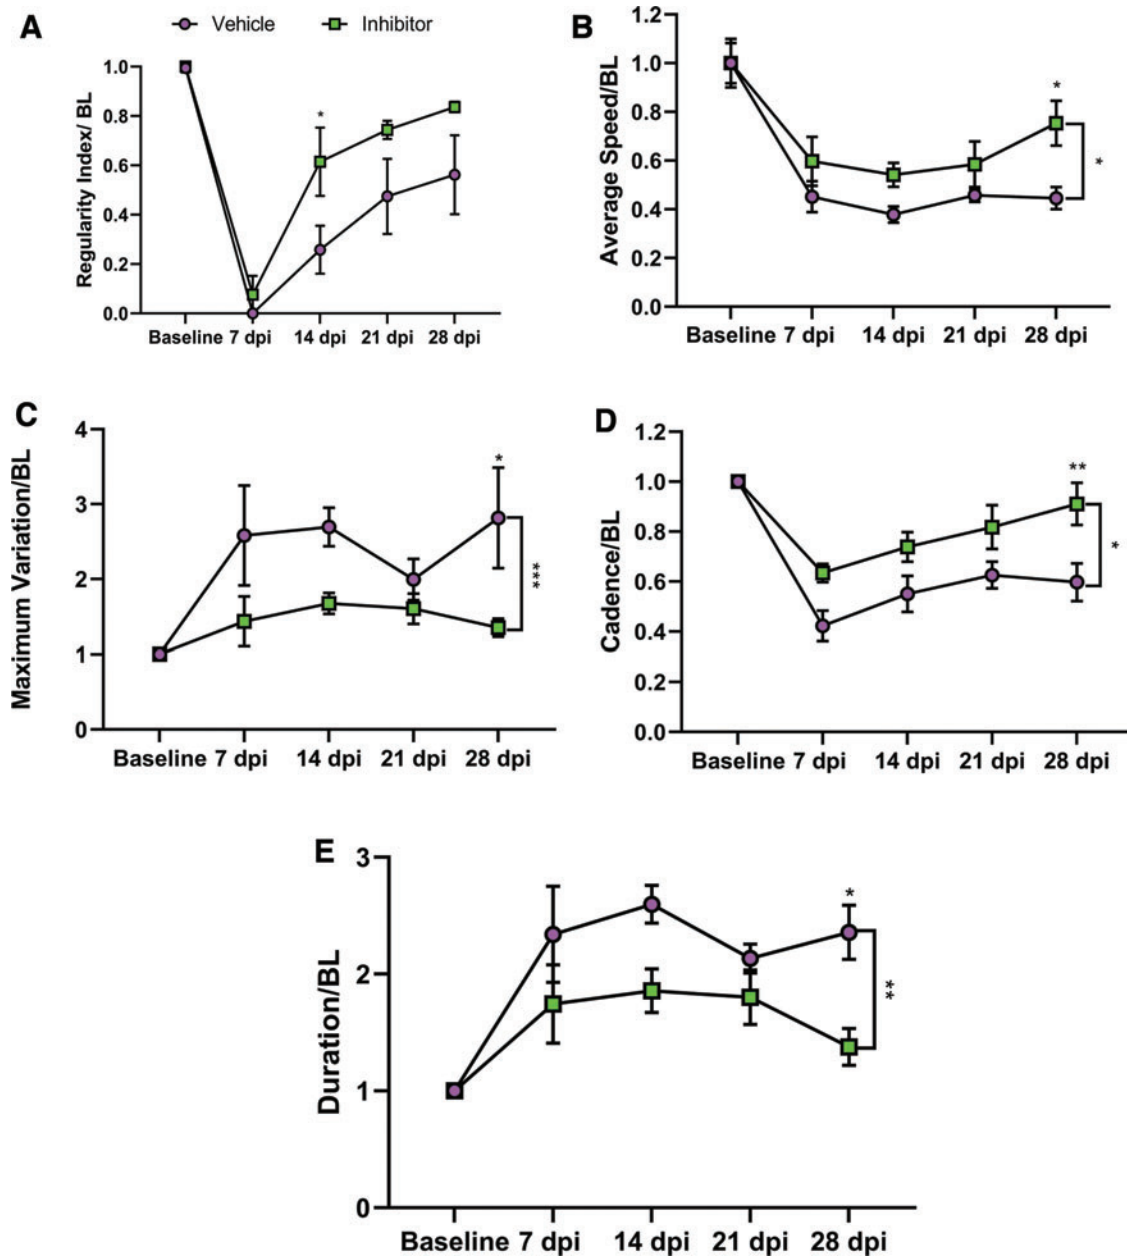 A
Vehicle
Inhibitor
Regularity Index/ BL
1.0
0.8
0.6
0.4
0.2
0.0
*
Baseline 7 dpi 14 dpi 21 dpi 28 dpi
B
Average Speed/BL
1.2
1.0
0.8
0.6
0.4
0.2
0.0
*
*
Baseline 7 dpi 14 dpi 21 dpi 28 dpi
C
Maximum Variation/BL
4
3
2
1
0
*
***
Baseline 7 dpi 14 dpi 21 dpi 28 dpi
D
Cadence/BL
1.2
1.0
0.8
0.6
0.4
0.2
0.0
**
*
Baseline 7 dpi 14 dpi 21 dpi 28 dpi
E
Duration/BL
3
2
1
0
*
**
Baseline 7 dpi 14 dpi 21 dpi 28 dpi